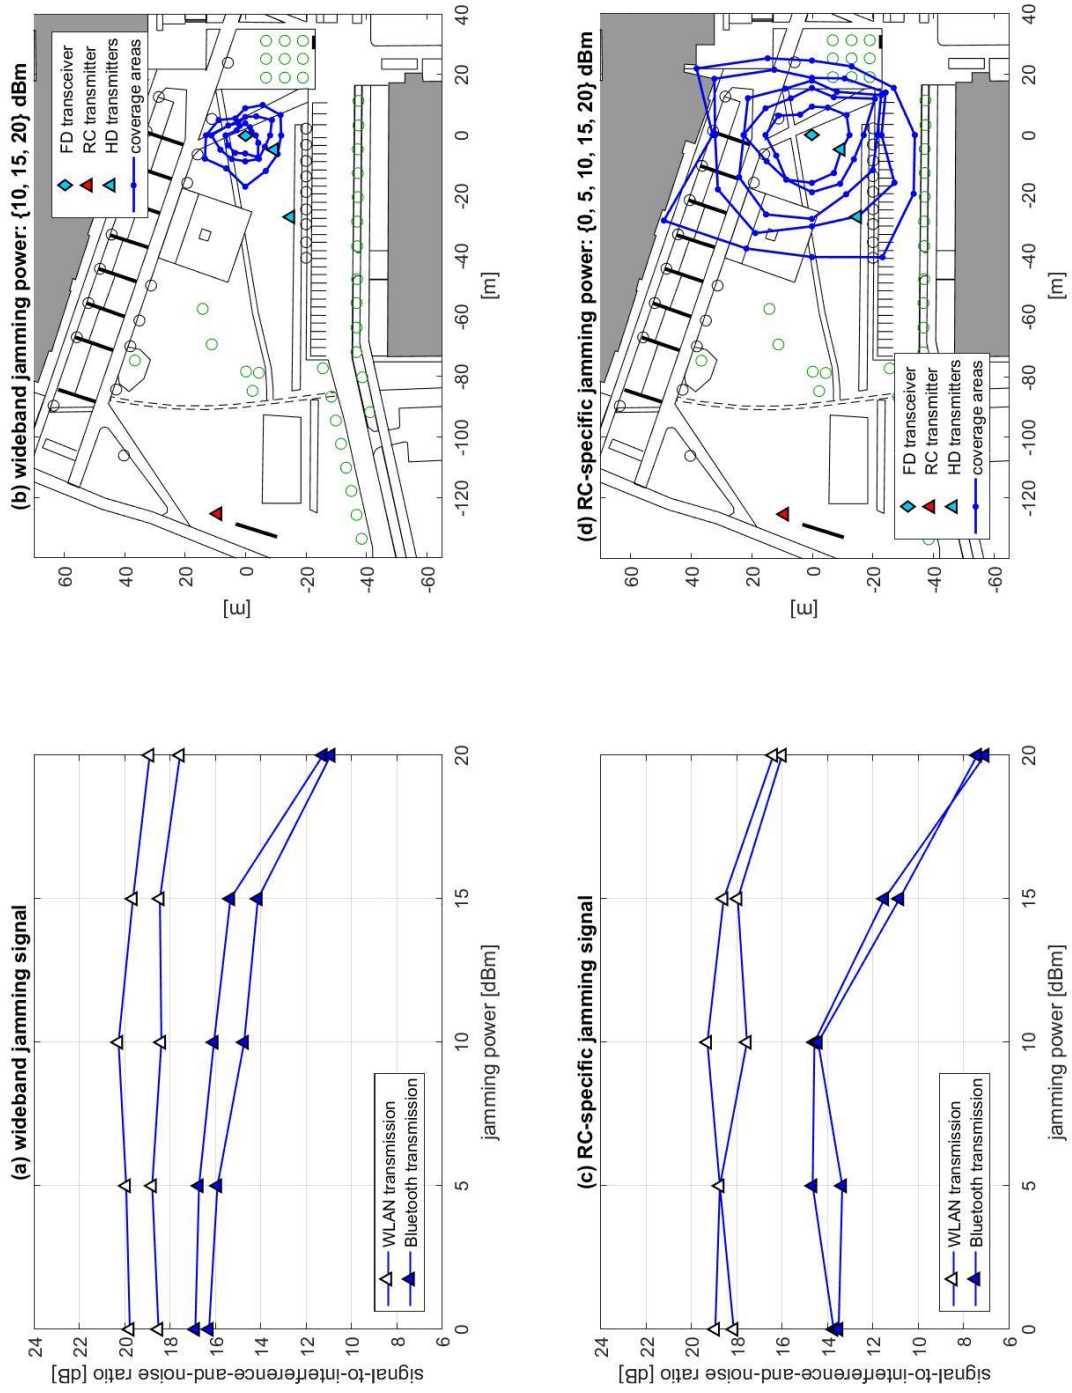 (a) wideband jamming signal
signal-to-interference-and-noise ratio [dB]
24
22
20
18
16
14
12
10
8
6
WLAN transmission
Bluetooth transmission
0
5
10
15
20
jamming power [dBm]
(b) wideband jamming power: {10, 15, 20} dBm
[m]
60
40
20
0
-20
-40
-60
FD transceiver
RC transmitter
HD transmitters
coverage areas
-120
-100
-80
-60
-40
-20
0
20
40
[m]
(c) RC-specific jamming signal
signal-to-interference-and-noise ratio [dB]
24
22
20
18
16
14
12
10
8
6
WLAN transmission
Bluetooth transmission
0
5
10
15
20
jamming power [dBm]
(d) RC-specific jamming power: {0, 5, 10, 15, 20} dBm
[m]
60
40
20
0
-20
-40
-60
FD transceiver
RC transmitter
HD transmitters
coverage areas
-120
-100
-80
-60
-40
-20
0
20
40
[m]